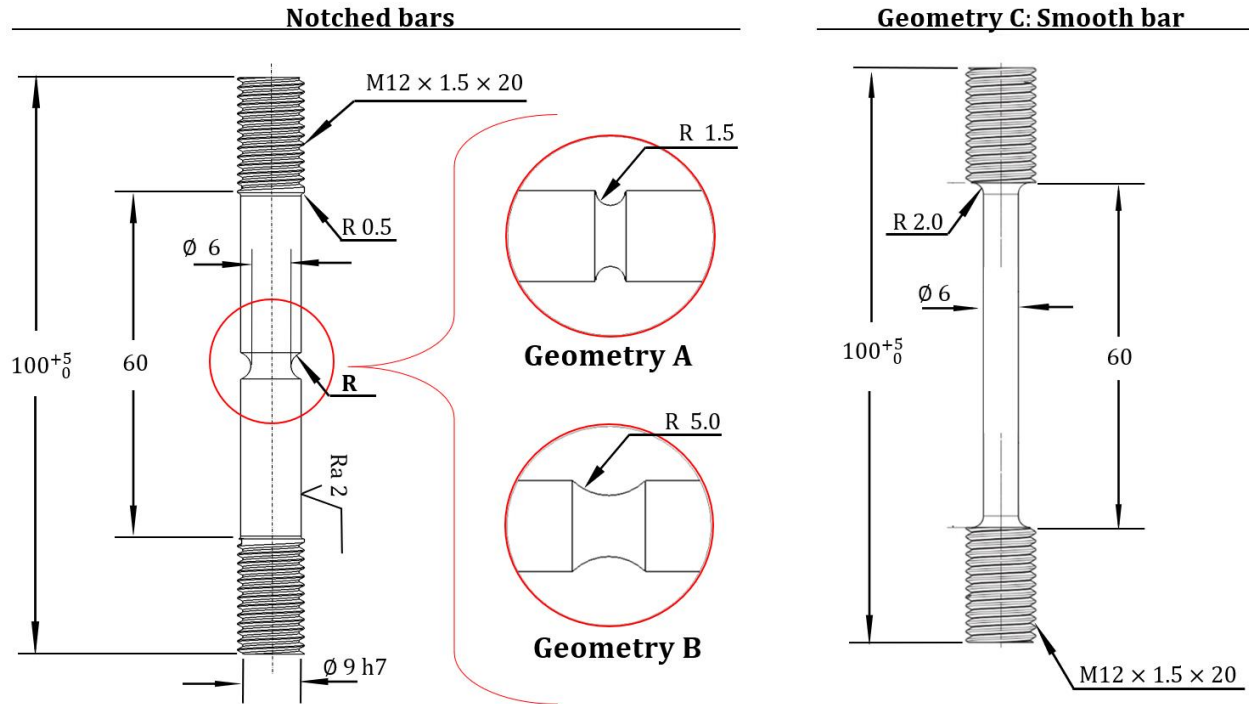 Notched bars
Geometry C: Smooth bar
M12 × 1.5 × 20
R 0.5
Ø 6
100+5 0
60
R
Ra 2
Ø 9 h7
R 1.5
Geometry A
R 5.0
Geometry B
R 2.0
Ø 6
100+5 0
60
M12 × 1.5 × 20